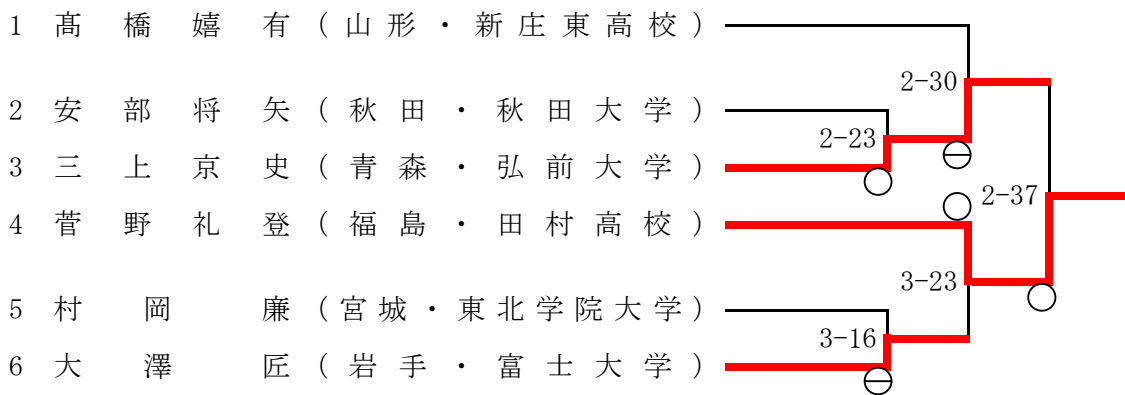 1 髙橋嬉有(山形・新庄東高校)
2-30
2 安部将矢(秋田・秋田大学)
2-23
3 三上京史(青森・弘前大学)
2-37
4 菅野礼登(福島・田村高校)
3-23
5 村岡廉(宮城・東北学院大学)
3-16
6 大澤匠(岩手・富士大学)